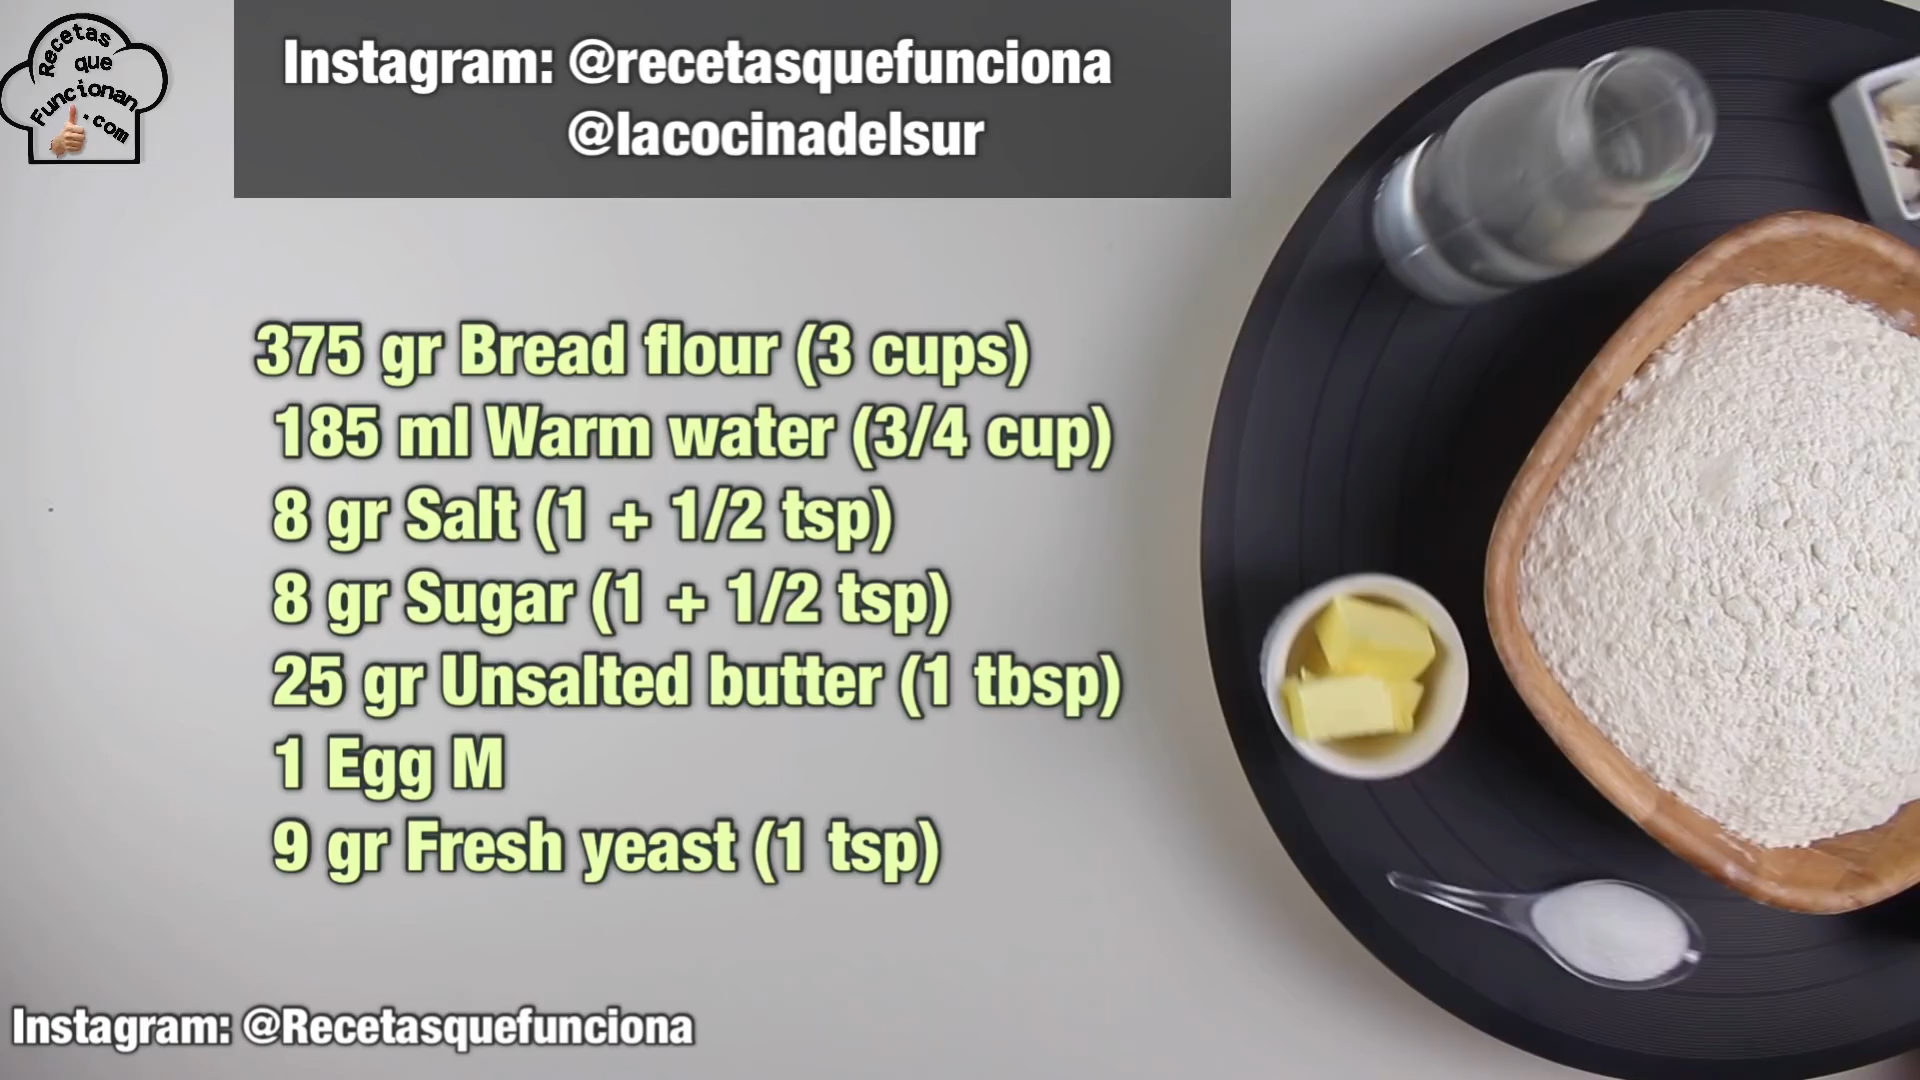 Recetas
que
Funcionan
.com
Instagram: @recetasquefunciona
@lacocinadelsur
375 gr Bread flour (3 cups)
185 ml Warm water (3/4 cup)
8 gr Salt (1 + 1/2 tsp)
8 gr Sugar (1 + 1/2 tsp)
25 gr Unsalted butter (1 tbsp)
1 Egg M
9 gr Fresh yeast (1 tsp)
Instagram: @Recetasquefunciona